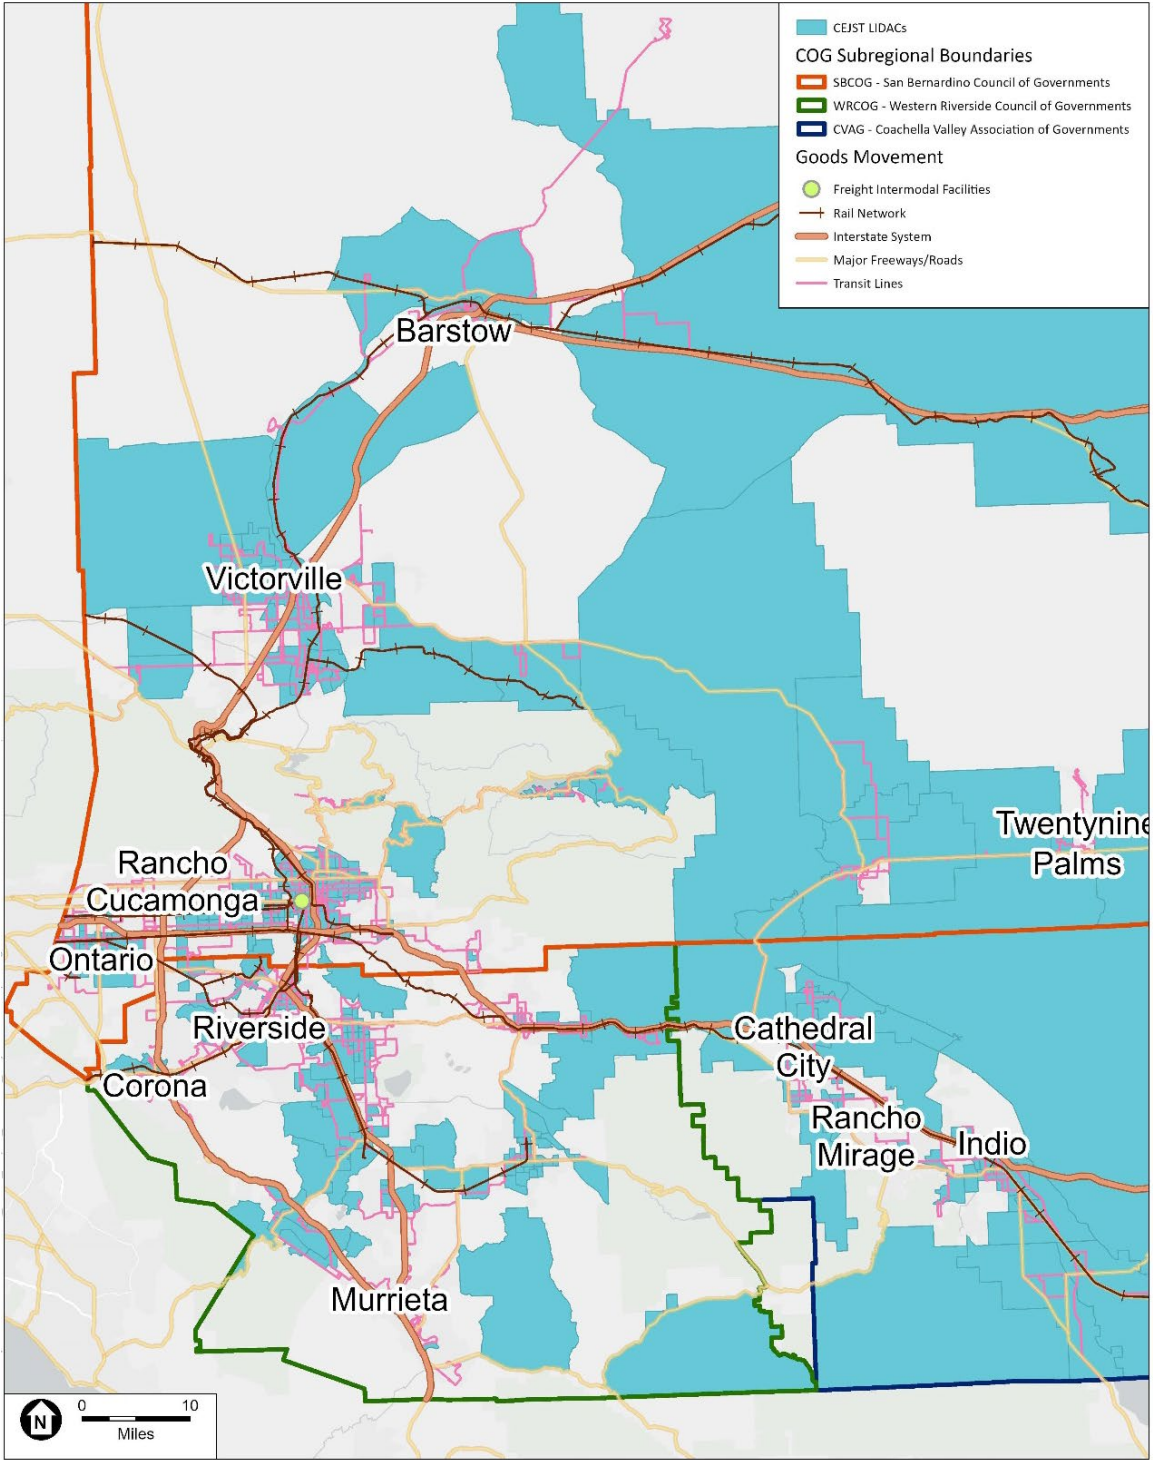 CEJST LIDACs
COG Subregional Boundaries
SBCOG - San Bernardino Council of Governments
WRCOG - Western Riverside Council of Governments
CVAG - Coachella Valley Association of Governments
Goods Movement
Freight Intermodal Facilities
Rail Network
Interstate System
Major Freeways/Roads
Transit Lines
Barstow
Victorville
Twentynine
Palms
Rancho
Cucamonga
Ontario
Riverside
Cathedral
City
Corona
Rancho
Mirage
Indio
Murrieta
N
0 10
Miles